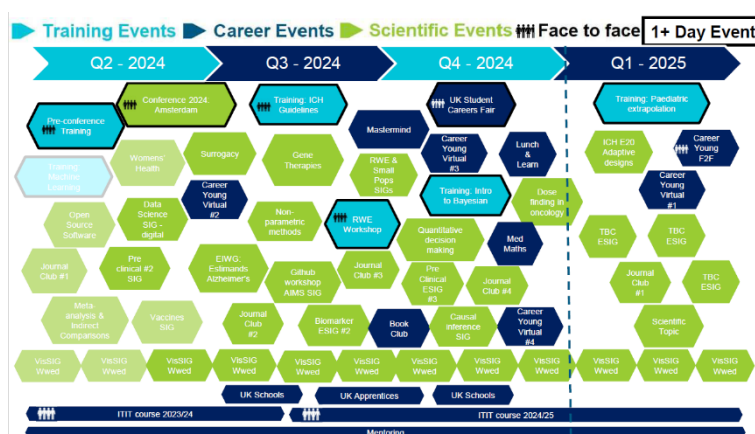 Training Events
Career Events
Scientific Events
Face to face
1+ Day Event
Q2 - 2024
Q3 - 2024
Q4 - 2024
Q1 - 2025
Pre-conference
Training
Conference 2024:
Amsterdam
Training: ICH
Guidelines
Mastermind
UK Student
Careers Fair
Training: Paediatric
extrapolation
Training:
Machine
Learning
Womens'
Health
Surrogacy
Gene
Therapies
RWE &
Small
Pops
SIGs
Career
Young
Virtual
#3
Lunch &
Learn
ICH E20
Adaptive
designs
Career
Young
F2F
Open
Source
Software
Data
Science
SIG -
digital
Career
Young
Virtual
#2
Non-
parametric
methods
RWE
Workshop
Training: Intro
to Bayesian
Dose
finding in
oncology
Career
Young
Virtual
#1
Quantitative
decision
making
Med
Maths
TBC
ESIG
TBC
ESIG
Journal
Club #1
Pre
clinical #2
SIG
EIWG:
Estimands
Alzheimer's
Github
workshop
AIMS SIG
Journal
Club #3
Pre
Clinical
ESIG
#3
Journal
Club #4
Journal
Club
#1
TBC
ESIG
Meta
analysis &
Indirect
Comparisons
Vaccines
SIG
Journal
Club
#2
Biomarker
ESIG #2
Book
Club
Causal
inference
SIG
Career
Young
Virtual
#4
Scientific
Topic
VisSIG
Wwed
VisSIG
Wwed
VisSIG
Wwed
VisSIG
Wwed
VisSIG
Wwed
VisSIG
Wwed
VisSIG
Wwed
VisSIG
Wwed
VisSIG
Wwed
VisSIG
Wwed
VisSIG
Wwed
UK Schools
UK Apprentices
UK Schools
ITIT course 2023/24
ITIT course 2024/25
Mentoring